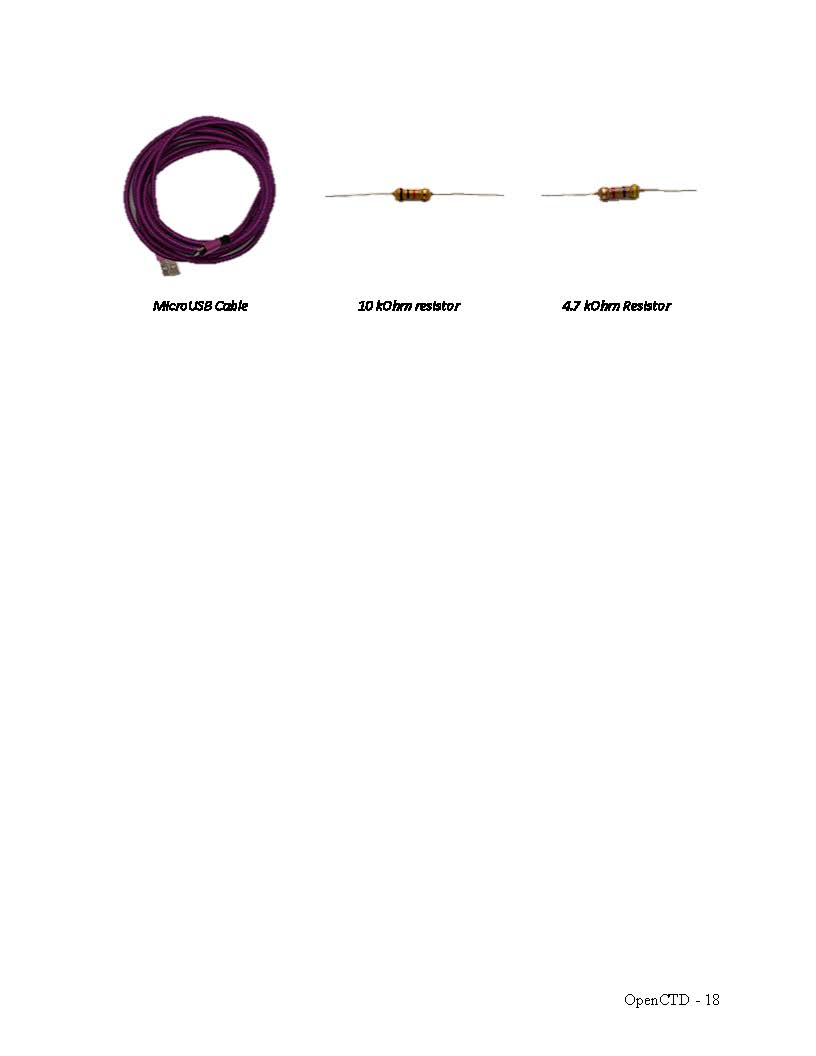 MicroUSB Cable
10 kOhm resistor
4.7 kOhm Resistor
OpenCTD - 18